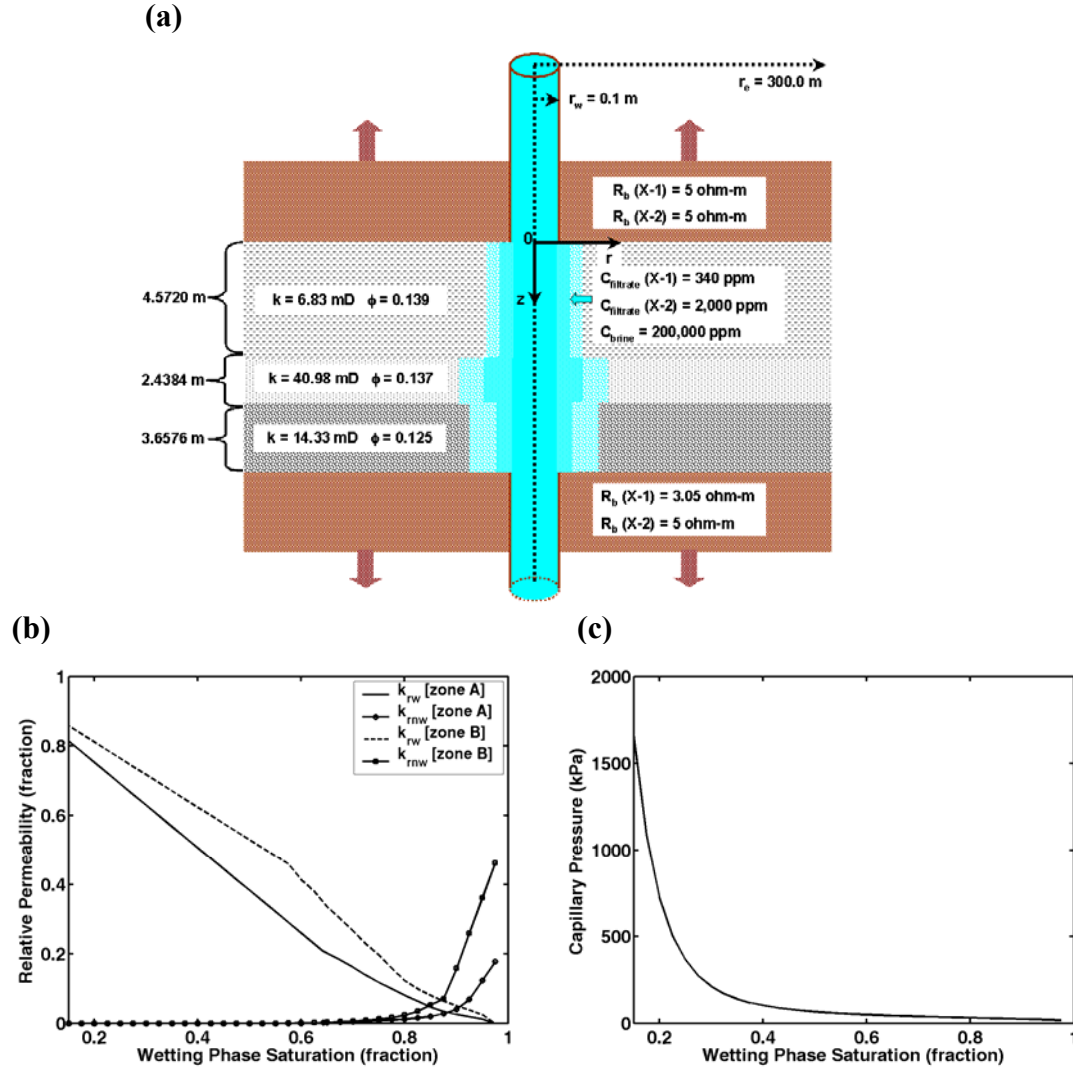 (a)
r_e = 300.0 m
r_w = 0.1 m
R_b (X-1) = 5 ohm-m
R_b (X-2) = 5 ohm-m
0
r
z
C_filtrate (X-1) = 340 ppm
C_filtrate (X-2) = 2,000 ppm
C_brine = 200,000 ppm
4.5720 m
k = 6.83 mD ϕ = 0.139
2.4384 m
k = 40.98 mD ϕ = 0.137
3.6576 m
k = 14.33 mD ϕ = 0.125
R_b (X-1) = 3.05 ohm-m
R_b (X-2) = 5 ohm-m
(b)
Relative Permeability (fraction)
1
0.8
0.6
0.4
0.2
0
k_rw [zone A]
k_rnw [zone A]
k_rw [zone B]
k_rnw [zone B]
0.2 0.4 0.6 0.8 1
Wetting Phase Saturation (fraction)
(c)
Capillary Pressure (kPa)
2000
1500
1000
500
0
0.2 0.4 0.6 0.8 1
Wetting Phase Saturation (fraction)